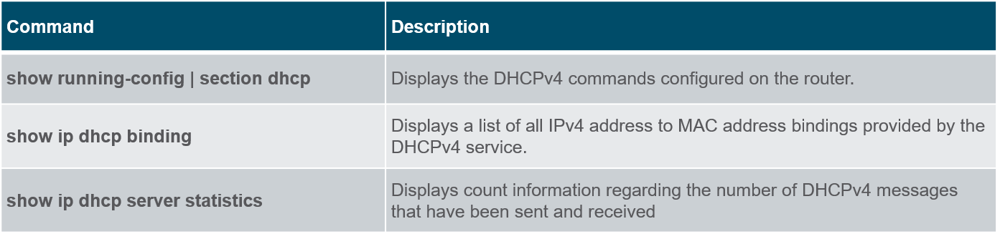 Command
Description
show running-config | section dhcp
Displays the DHCPv4 commands configured on the router.
show ip dhcp binding
Displays a list of all IPv4 address to MAC address bindings provided by the
DHCPv4 service.
show ip dhcp server statistics
Displays count information regarding the number of DHCPv4 messages
that have been sent and received